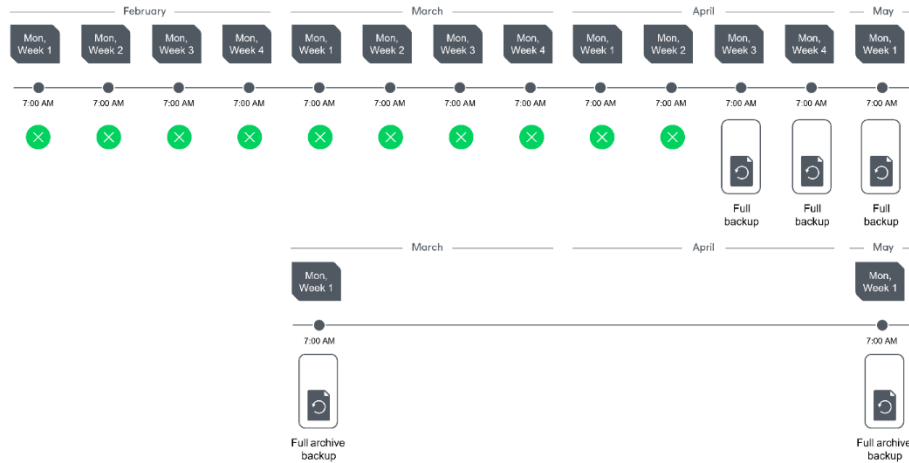 February March April May
Mon, Week 1 Mon, Week 2 Mon, Week 3 Mon, Week 4 Mon, Week 1 Mon, Week 2 Mon, Week 3 Mon, Week 4 Mon, Week 1 Mon, Week 2 Mon, Week 3 Mon, Week 4 Mon, Week 1
7:00 AM 7:00 AM 7:00 AM 7:00 AM 7:00 AM 7:00 AM 7:00 AM 7:00 AM 7:00 AM 7:00 AM 7:00 AM 7:00 AM 7:00 AM
Full backup Full backup Full backup
March April May
Mon, Week 1 Mon, Week 1
7:00 AM 7:00 AM
Full archive backup Full archive backup